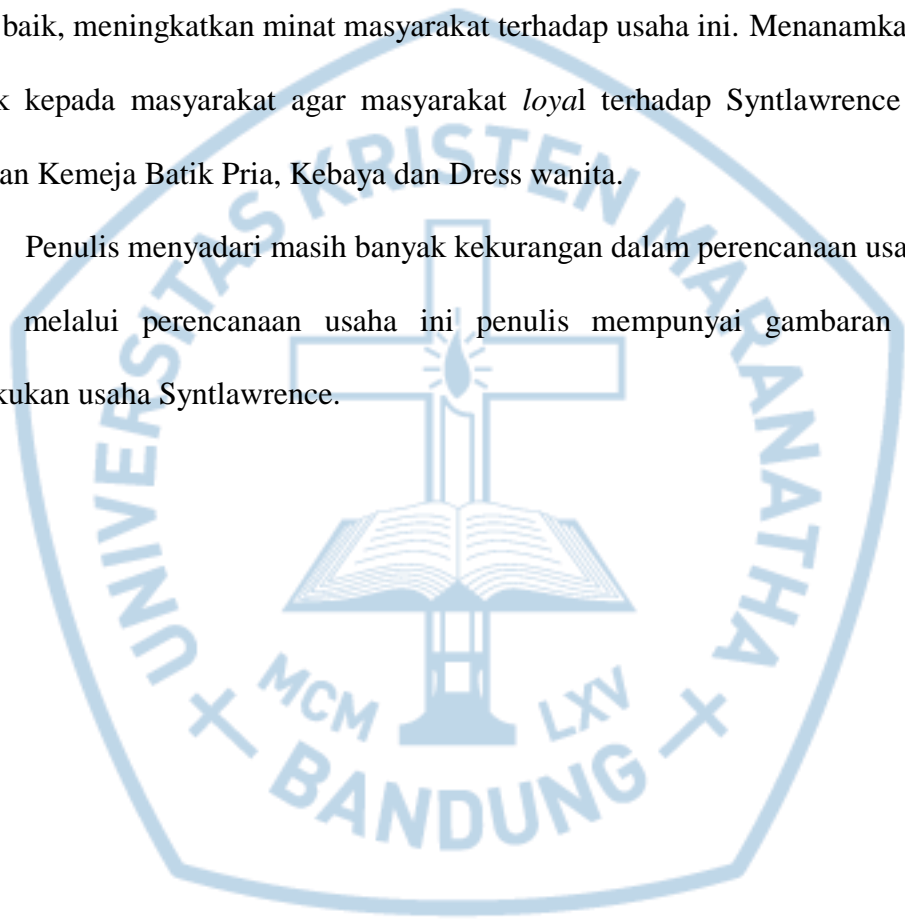 baik, meningkatkan minat masyarakat terhadap usaha ini. Menanamka
k kepada masyarakat agar masyarakat loyal terhadap Syntlawrence
an Kemeja Batik Pria, Kebaya dan Dress wanita.
Penulis menyadari masih banyak kekurangan dalam perencanaan usa
melalui perencanaan usaha ini penulis mempunyai gambaran
kukan usaha Syntlawrence.
UNIVERSITAS KRISTEN MARANATHA
MCM LXV
BANDUNG